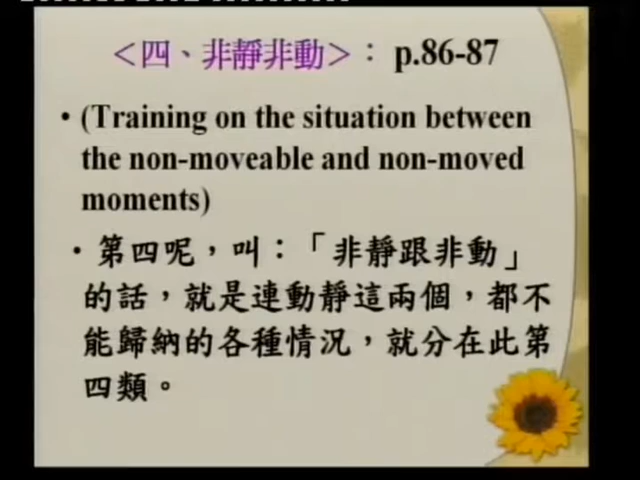 ＜四、非靜非動＞： p.86-87
• (Training on the situation between
the non-moveable and non-moved
moments)
• 第四呢，叫：「非靜跟非動」
的話，就是連動靜這兩個，都不
能歸納的各種情況，就分在此第
四類。